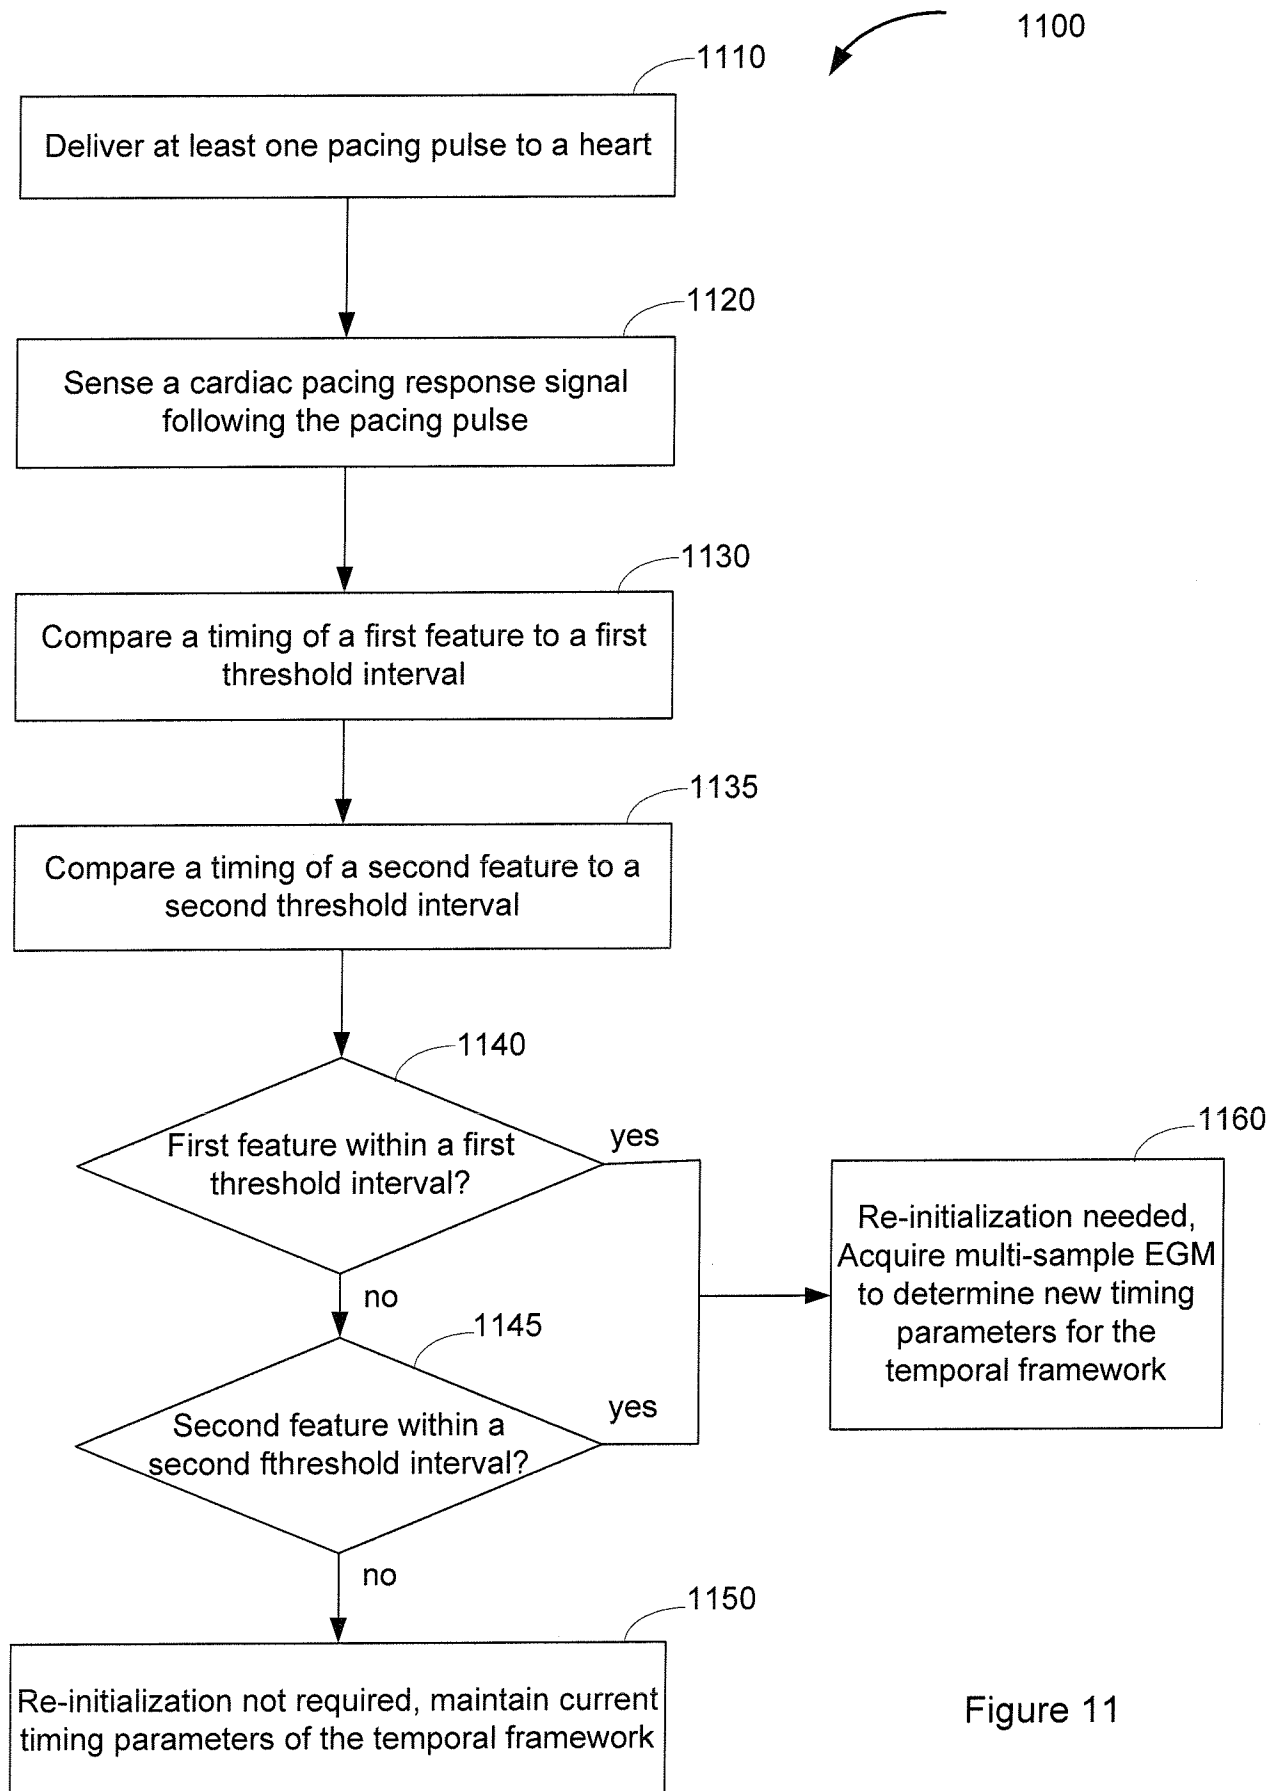 1100
1110
Deliver at least one pacing pulse to a heart
1120
Sense a cardiac pacing response signal
following the pacing pulse
1130
Compare a timing of a first feature to a first
threshold interval
1135
Compare a timing of a second feature to a
second threshold interval
1140
First feature within a first
threshold interval?
yes
1160
Re-initialization needed,
Acquire multi-sample EGM
to determine new timing
parameters for the
temporal framework
no
1145
Second feature within a
second fthreshold interval?
yes
no
1150
Re-initialization not required, maintain current
timing parameters of the temporal framework
Figure 11